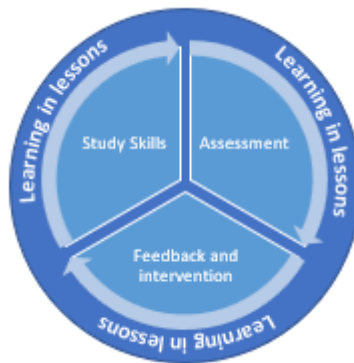 Learning in lessons
Learning in lessons
Study Skills
Assessment
Feedback and
intervention
Learning in lessons